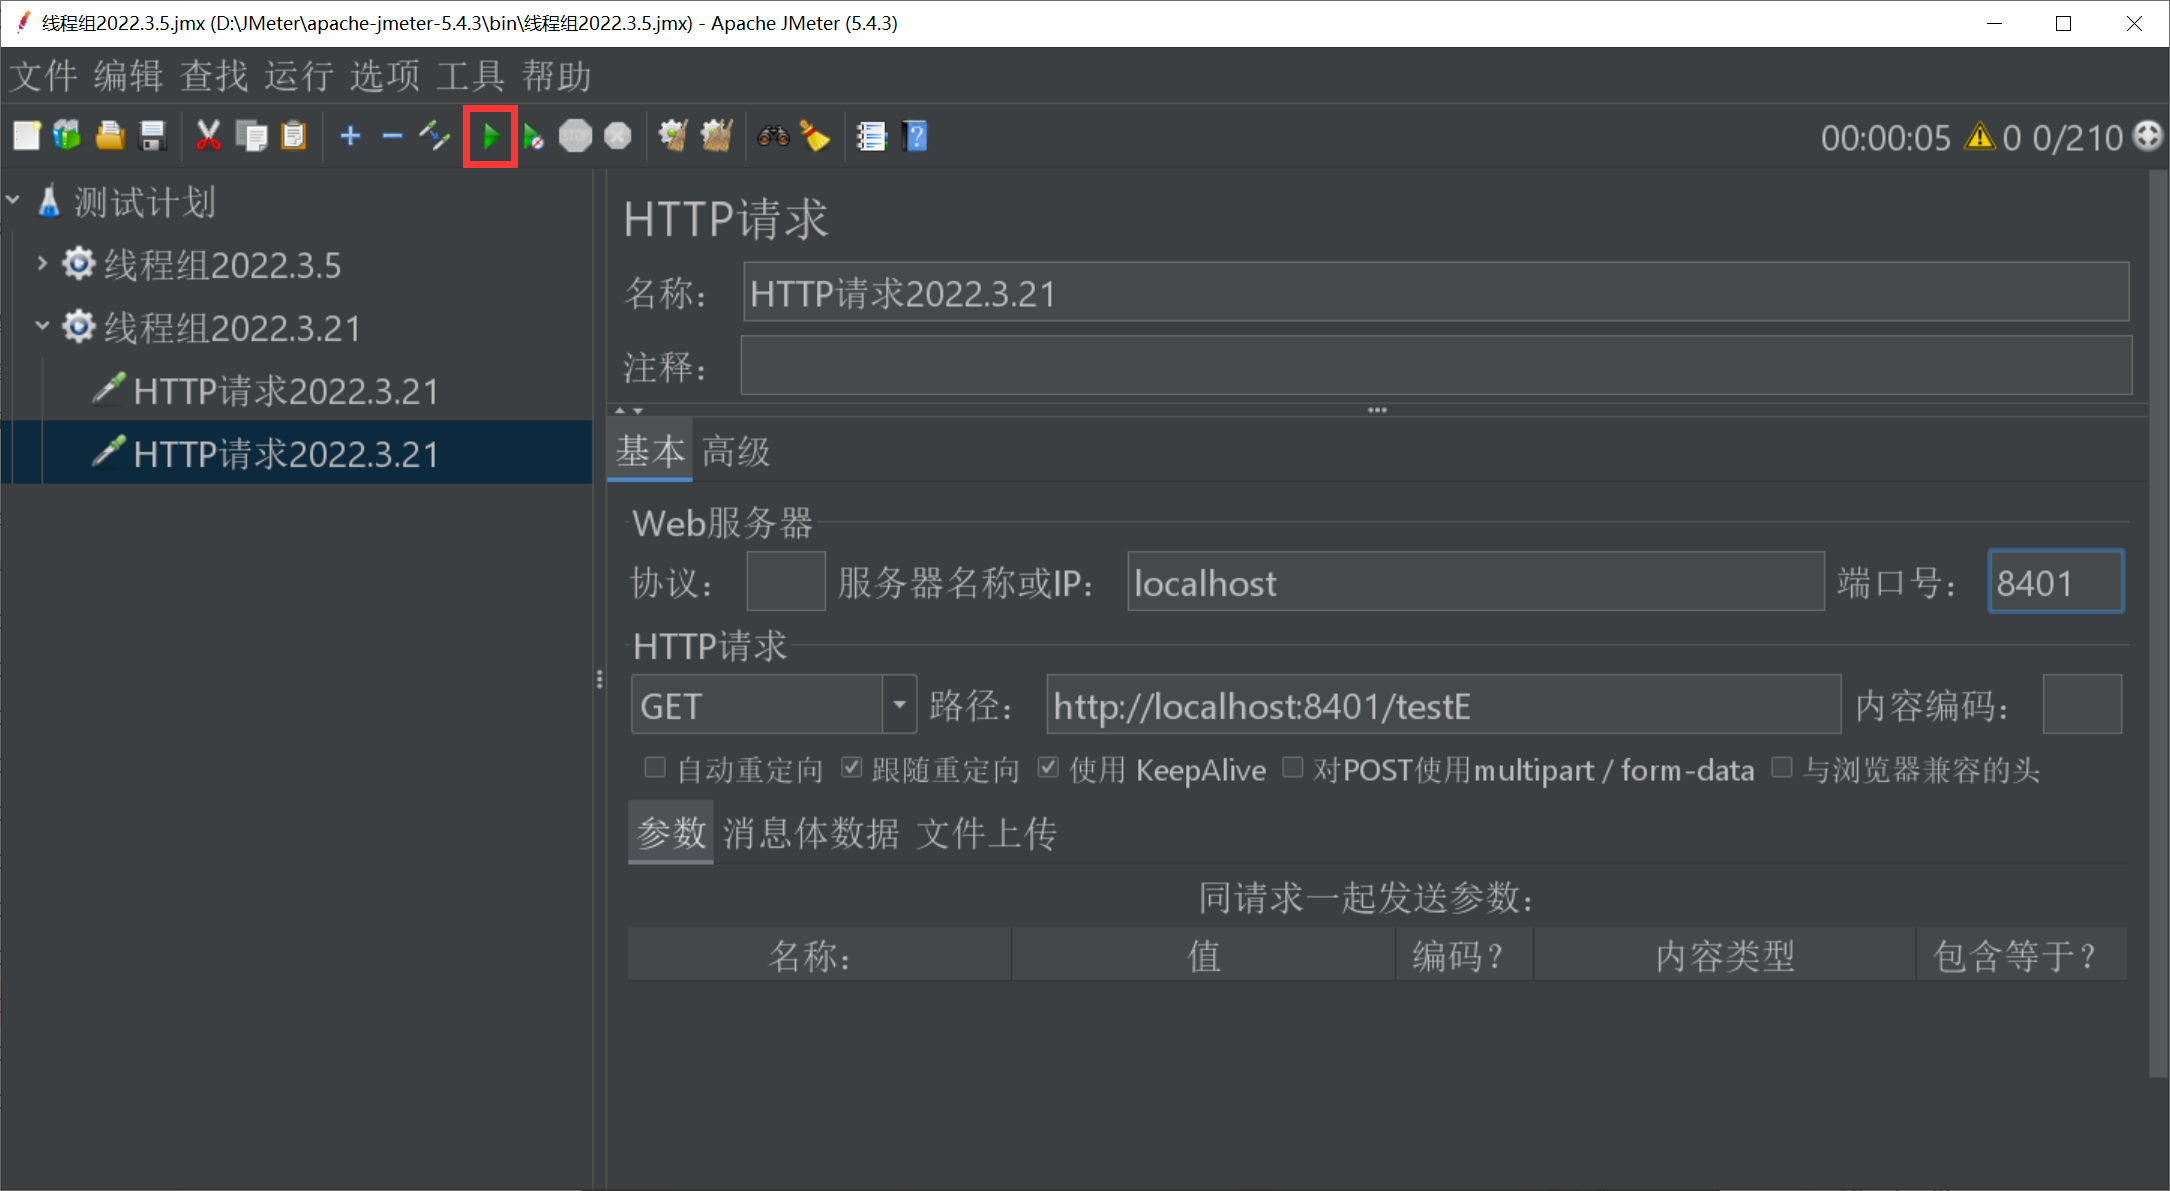 线程组2022.3.5.jmx (D:\JMeter\apache-jmeter-5.4.3\bin\线程组2022.3.5.jmx) - Apache JMeter (5.4.3)
文件 编辑 查找 运行 选项 工具 帮助
STOP
00:00:05 0 0/210
测试计划
线程组2022.3.5
线程组2022.3.21
HTTP请求2022.3.21
HTTP请求2022.3.21
HTTP请求
名称： HTTP请求2022.3.21
注释：
基本 高级
Web服务器
协议： 服务器名称或IP： localhost 端口号： 8401
HTTP请求
GET 路径： http://localhost:8401/testE 内容编码：
自动重定向 跟随重定向 使用 KeepAlive 对POST使用multipart / form-data 与浏览器兼容的头
参数 消息体数据 文件上传
同请求一起发送参数：
名称： 值 编码？ 内容类型 包含等于？